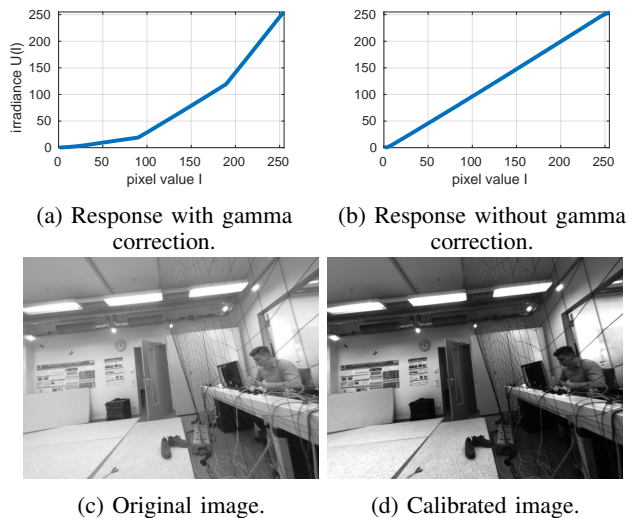 250
200
150
100
50
0
irradiance U(I)
0 50 100 150 200 250
pixel value I
250
200
150
100
50
0
0 50 100 150 200 250
pixel value I
(a) Response with gamma
correction.
(b) Response without gamma
correction.
(c) Original image.
(d) Calibrated image.